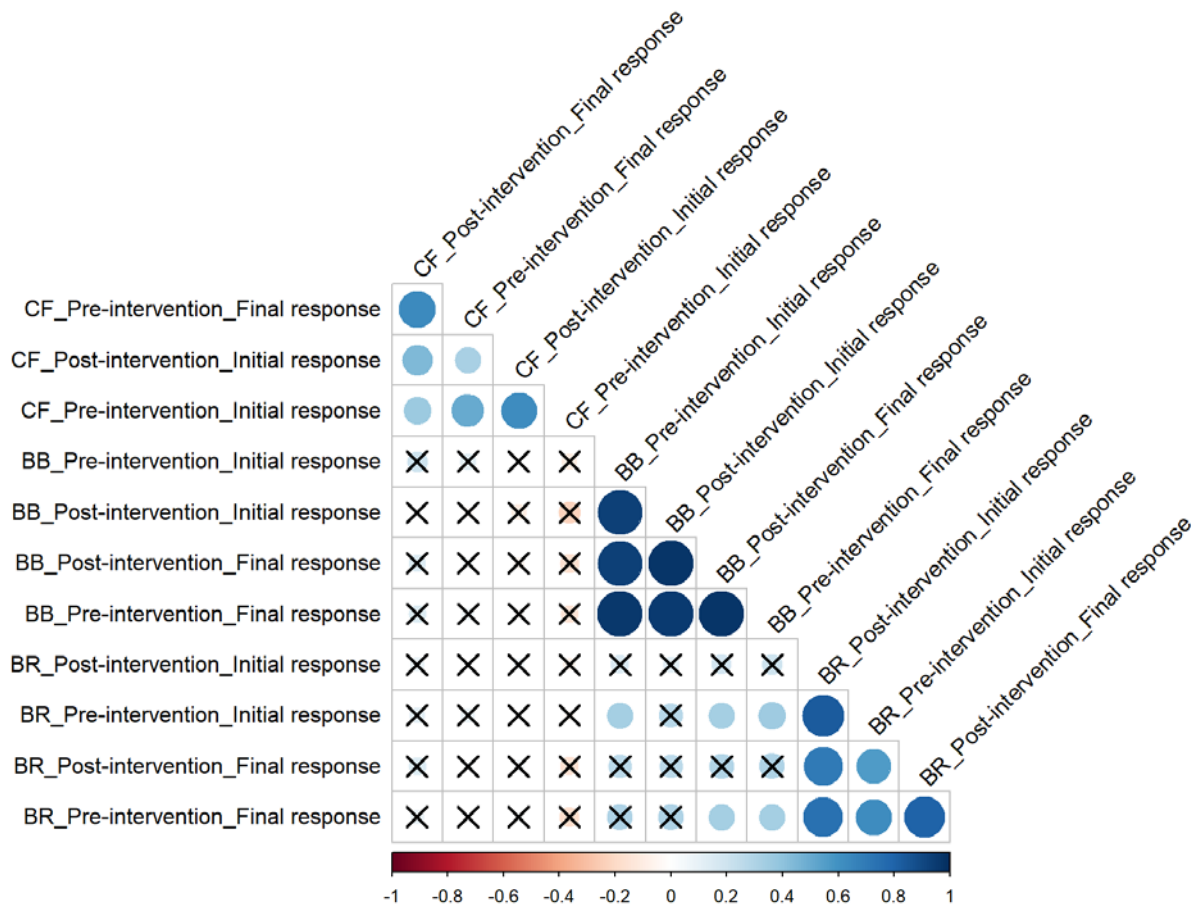 CF_Post-intervention_Final response
CF_Pre-intervention_Final response
CF_Post-intervention_Initial response
CF_Pre-intervention_Initial response
BB_Pre-intervention_Initial response
BB_Post-intervention_Initial response
BB_Post-intervention_Final response
BB_Pre-intervention_Final response
BR_Post-intervention_Initial response
BR_Pre-intervention_Initial response
BR_Post-intervention_Final response
CF_Pre-intervention_Final response
CF_Post-intervention_Initial response
CF_Pre-intervention_Initial response
BB_Pre-intervention_Initial response
BB_Post-intervention_Initial response
BB_Post-intervention_Final response
BB_Pre-intervention_Final response
BR_Post-intervention_Initial response
BR_Pre-intervention_Initial response
BR_Post-intervention_Final response
BR_Pre-intervention_Final response
-1 -0.8 -0.6 -0.4 -0.2 0 0.2 0.4 0.6 0.8 1